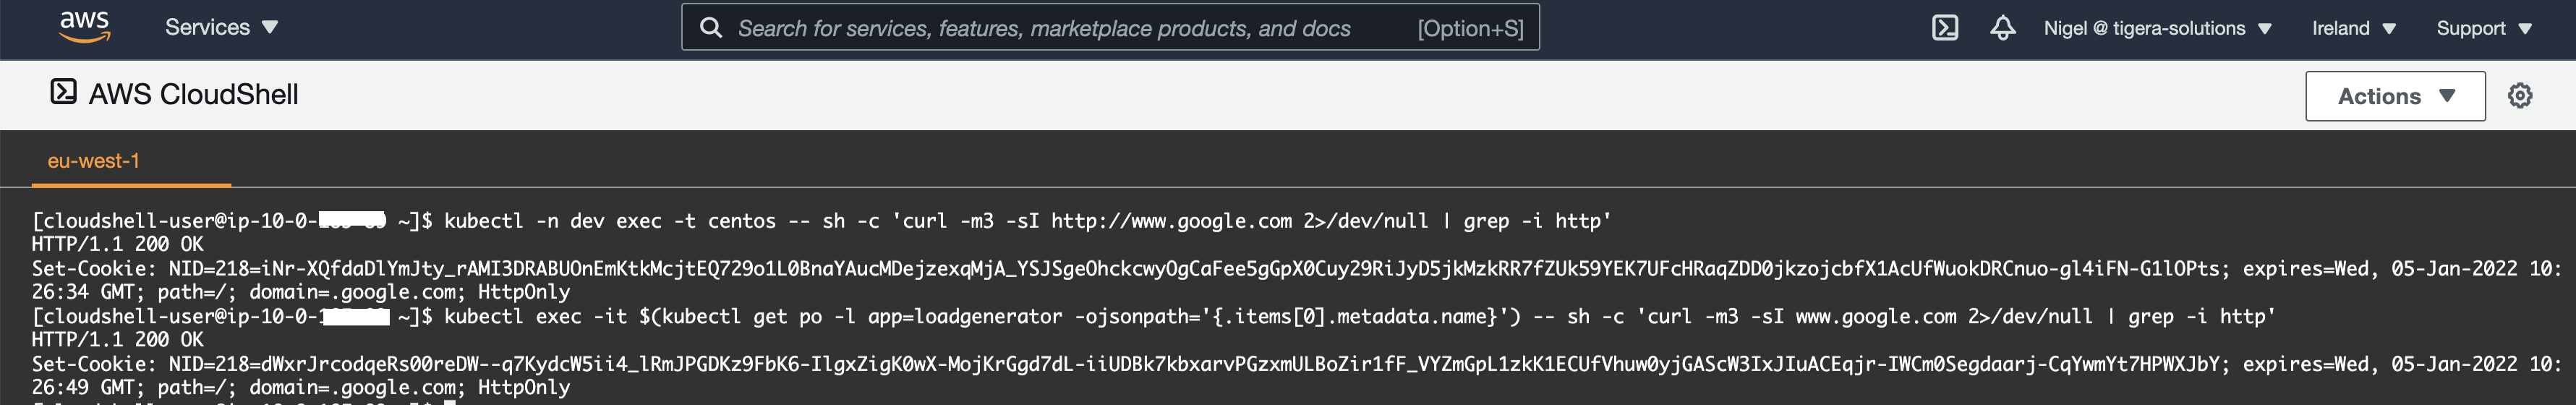 aws Services Search for services, features, marketplace products, and docs [Option+S] Nigel @ tigera-solutions Ireland Support
AWS CloudShell Actions
eu-west-1
[cloudshell-user@ip-10-0- ~]$ kubectl -n dev exec -t centos -- sh -c 'curl -m3 -sI http://www.google.com 2>/dev/null | grep -i http'
HTTP/1.1 200 OK
Set-Cookie: NID=218=iNr-XQfdaDlYmJty_rAMI3DRABUOnEmKtkMcjtEQ729o1L0BnaYAucMDejzexqMjA_YSJSgeOhckcwyOgCaFee5gGpX0Cuy29RiJyD5jkMzkRR7fZUk59YEK7UFcHRaqZDD0jkzojcbfX1AcUfWuokDRCnuo-gl4iFN-G1lOPts; expires=Wed, 05-Jan-2022 10:
26:34 GMT; path=/; domain=.google.com; HttpOnly
[cloudshell-user@ip-10-0- ~]$ kubectl exec -it $(kubectl get po -l app=loadgenerator -ojsonpath='{.items[0].metadata.name}') -- sh -c 'curl -m3 -sI www.google.com 2>/dev/null | grep -i http'
HTTP/1.1 200 OK
Set-Cookie: NID=218=dWxrJrcodqeRs00reDW--q7KydcW5ii4_lRmJPGDKz9FbK6-IlgxZigK0wX-MojKrGgd7dL-iiUDBk7kbxarvPGzxmULBoZir1fF_VYZmGpL1zkK1ECUfVhuw0yjGAScW3IxJIuACEqjr-IWCm0Segdaarj-CqYwmYt7HPWXJbY; expires=Wed, 05-Jan-2022 10:
26:49 GMT; path=/; domain=.google.com; HttpOnly